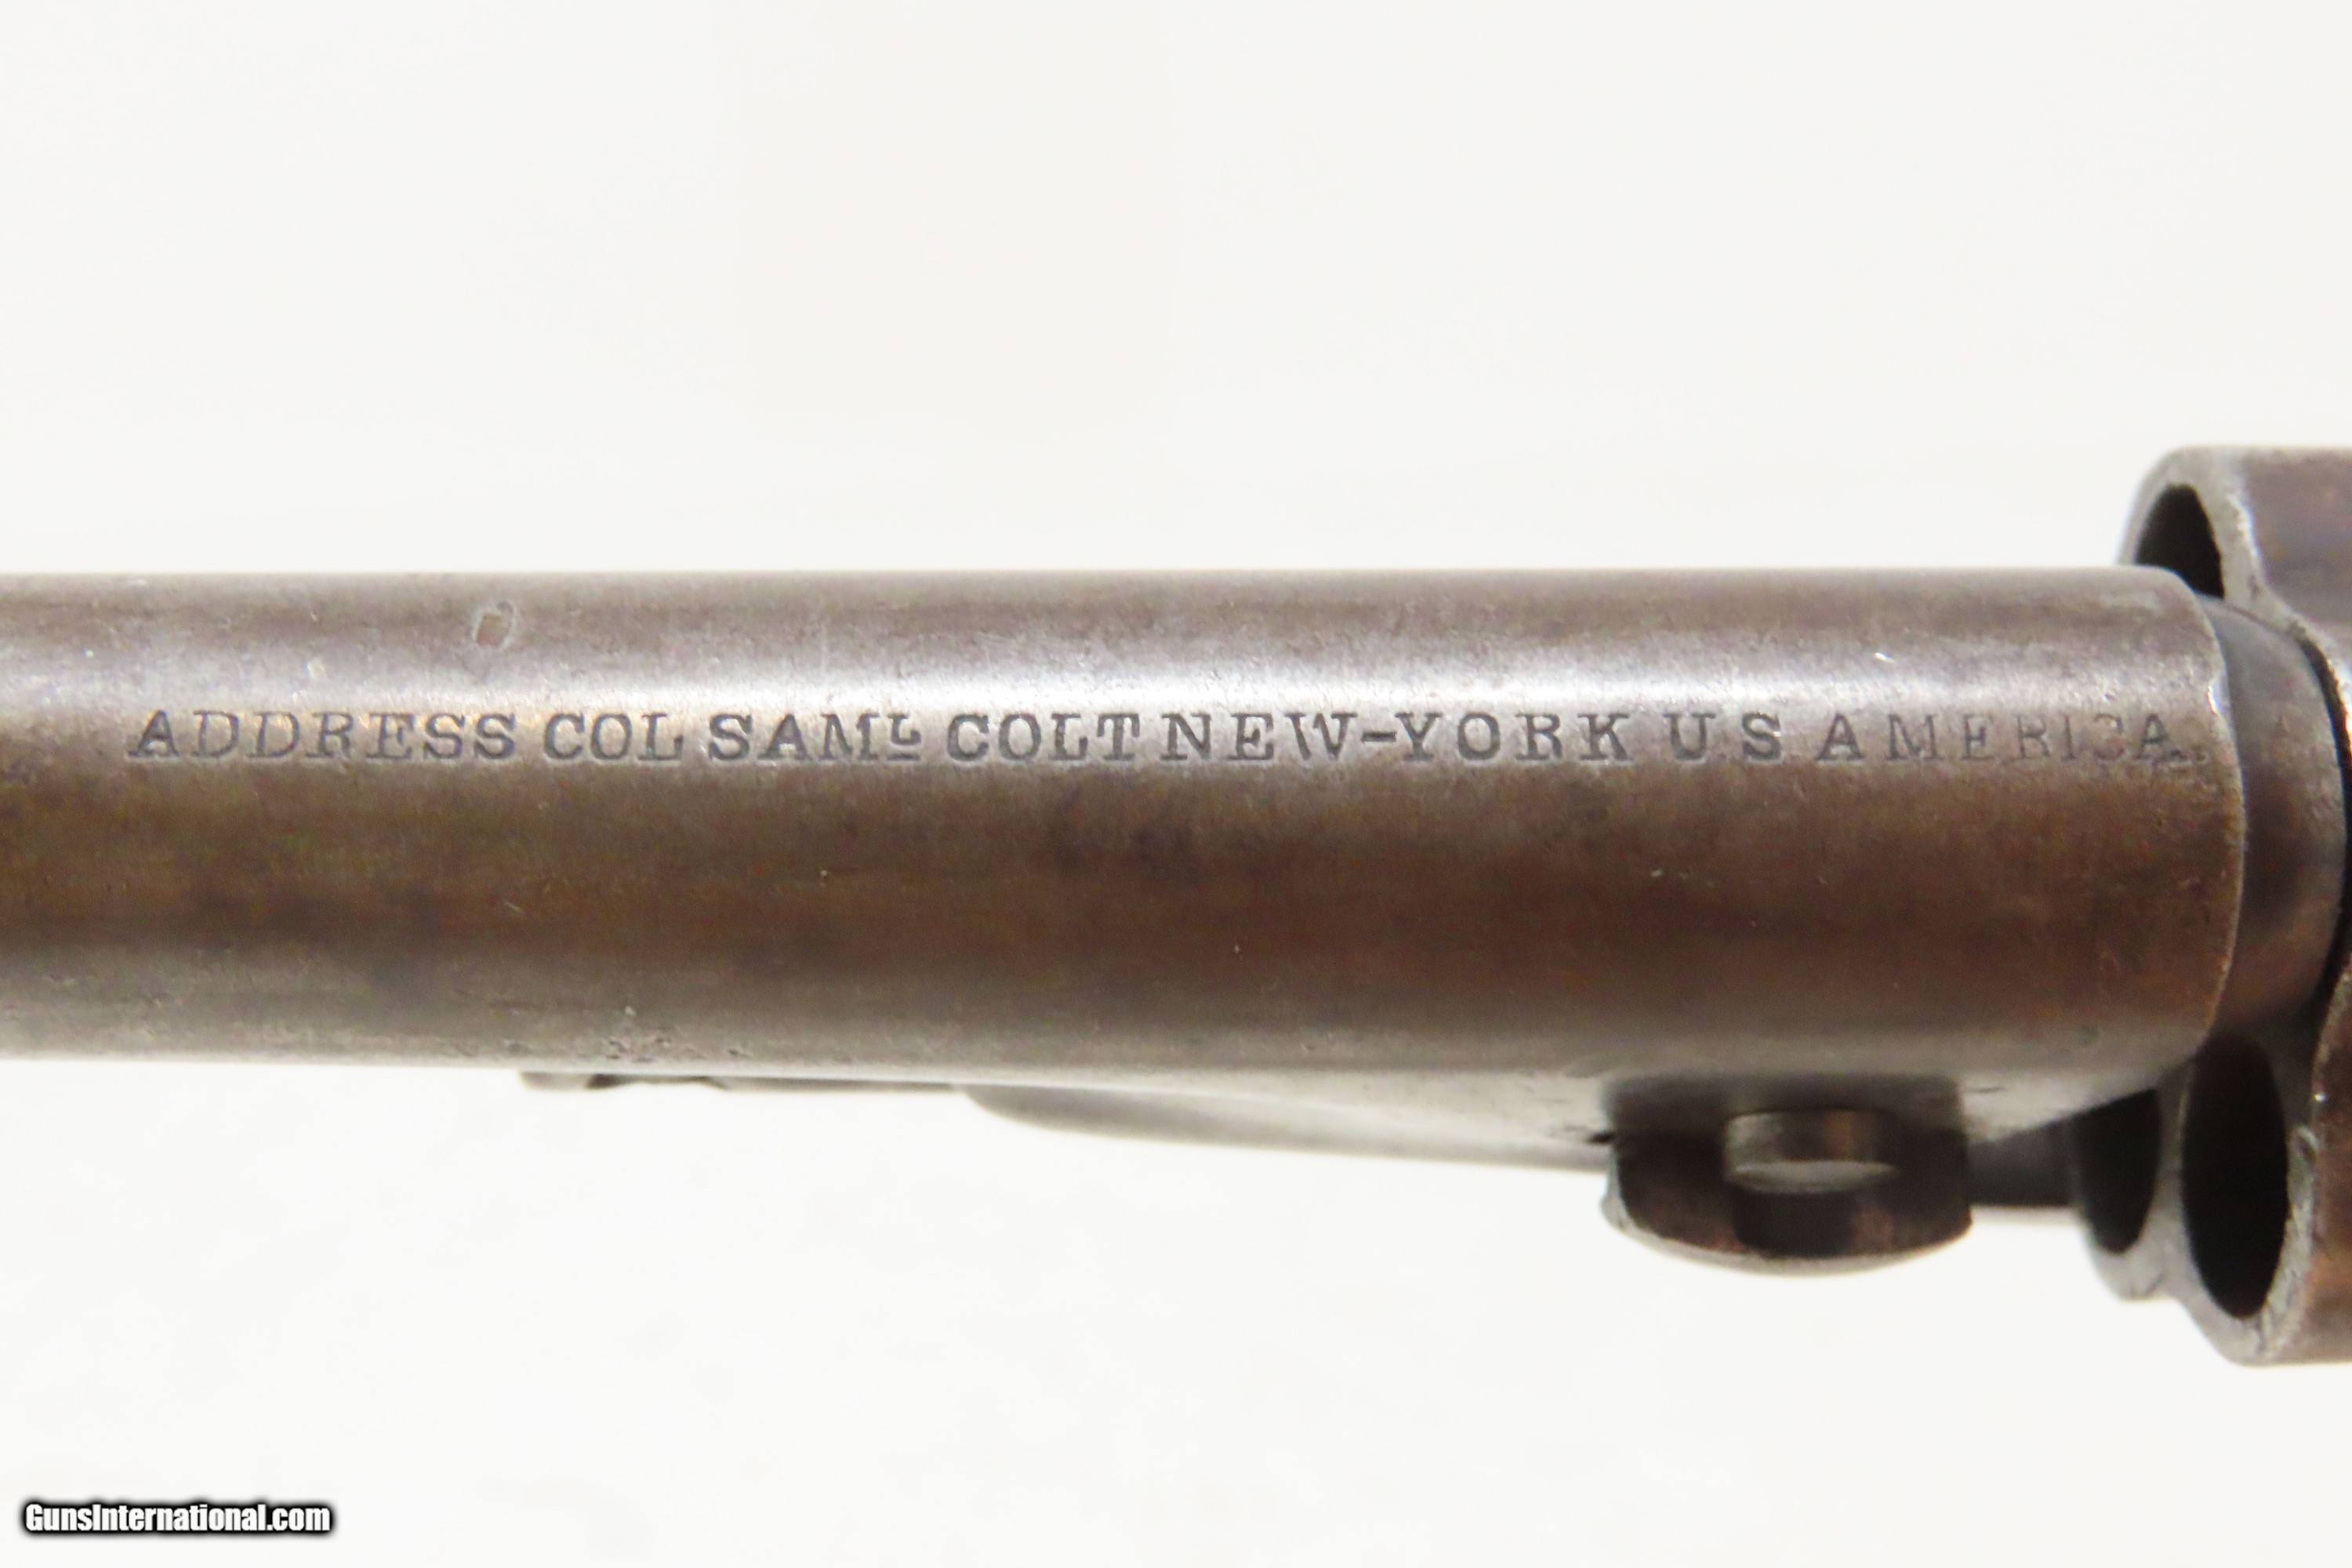 ADDRESS COL SAMᴸ COLT NEW-YORK U.S AMERICA.
GunsInternational.com